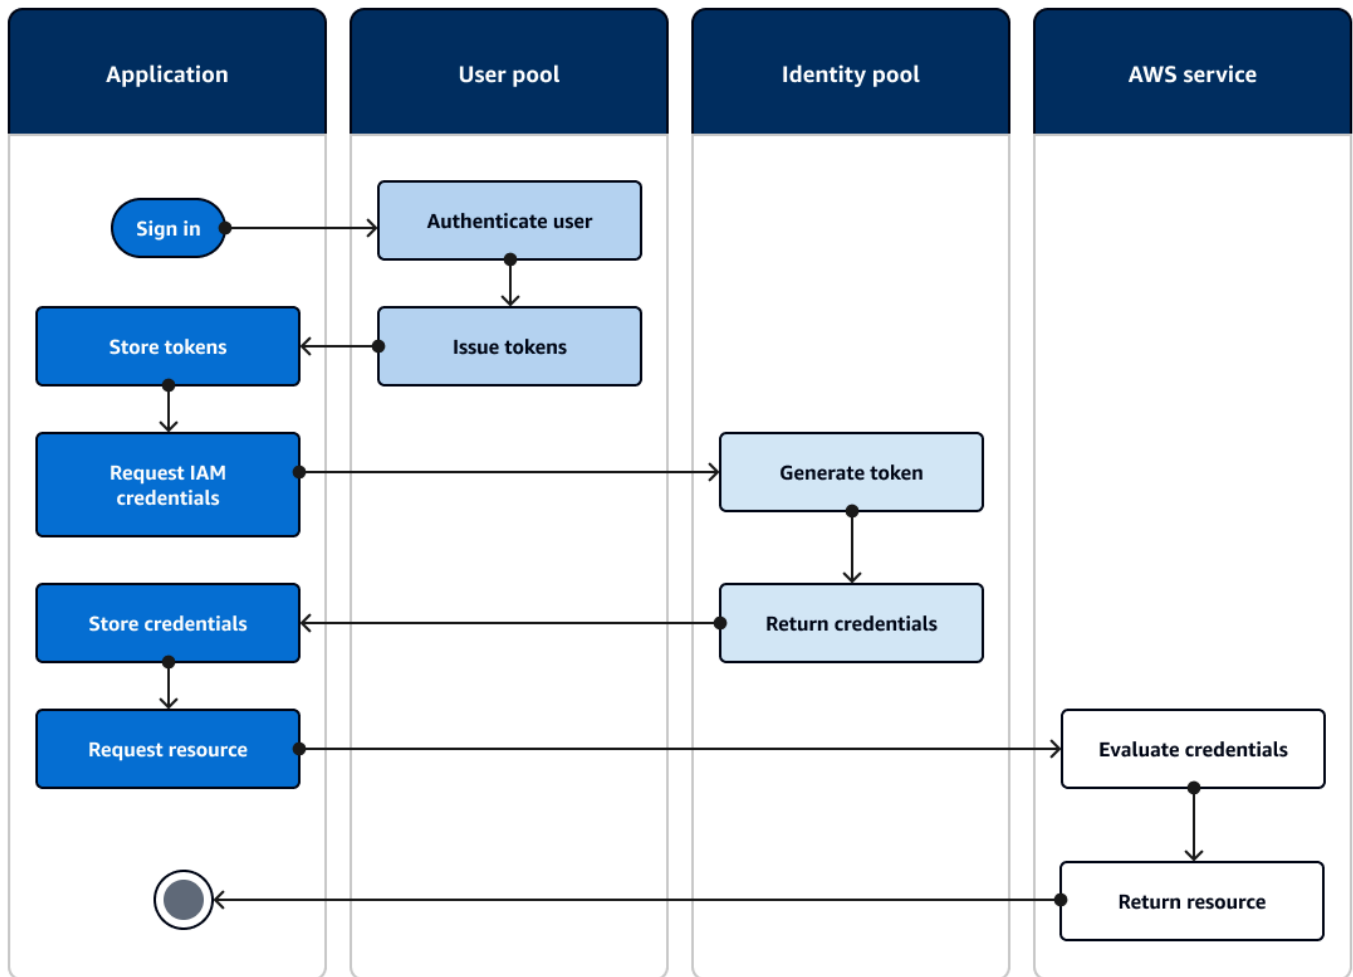 Application
User pool
Identity pool
AWS service
Sign in
Authenticate user
Store tokens
Issue tokens
Request IAM
credentials
Generate token
Store credentials
Return credentials
Request resource
Evaluate credentials
Return resource